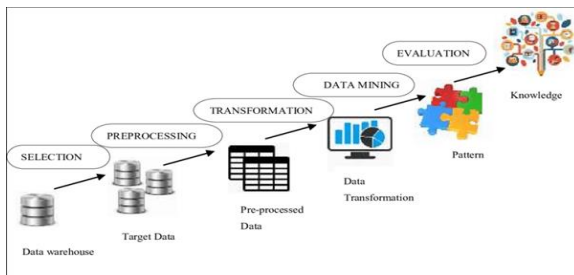 EVALUATION
Knowledge
DATA MINING
Pattern
TRANSFORMATION
Data
Transformation
PREPROCESSING
Pre-processed
Data
SELECTION
Target Data
Data warehouse